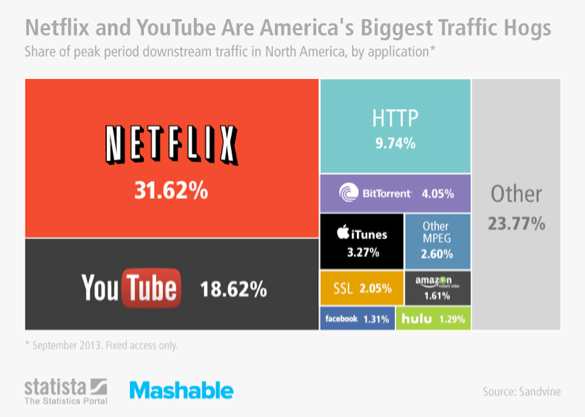 Netflix and YouTube Are America's Biggest Traffic Hogs
Share of peak period downstream traffic in North America, by application*
NETFLIX
31.62%
YouTube 18.62%
HTTP
9.74%
BitTorrent 4.05%
iTunes
3.27%
Other
MPEG
2.60%
SSL 2.05%
amazon
instant video
1.61%
facebook 1.31%
hulu 1.29%
Other
23.77%
* September 2013. Fixed access only.
statista
The Statistics Portal
Mashable
Source: Sandvine